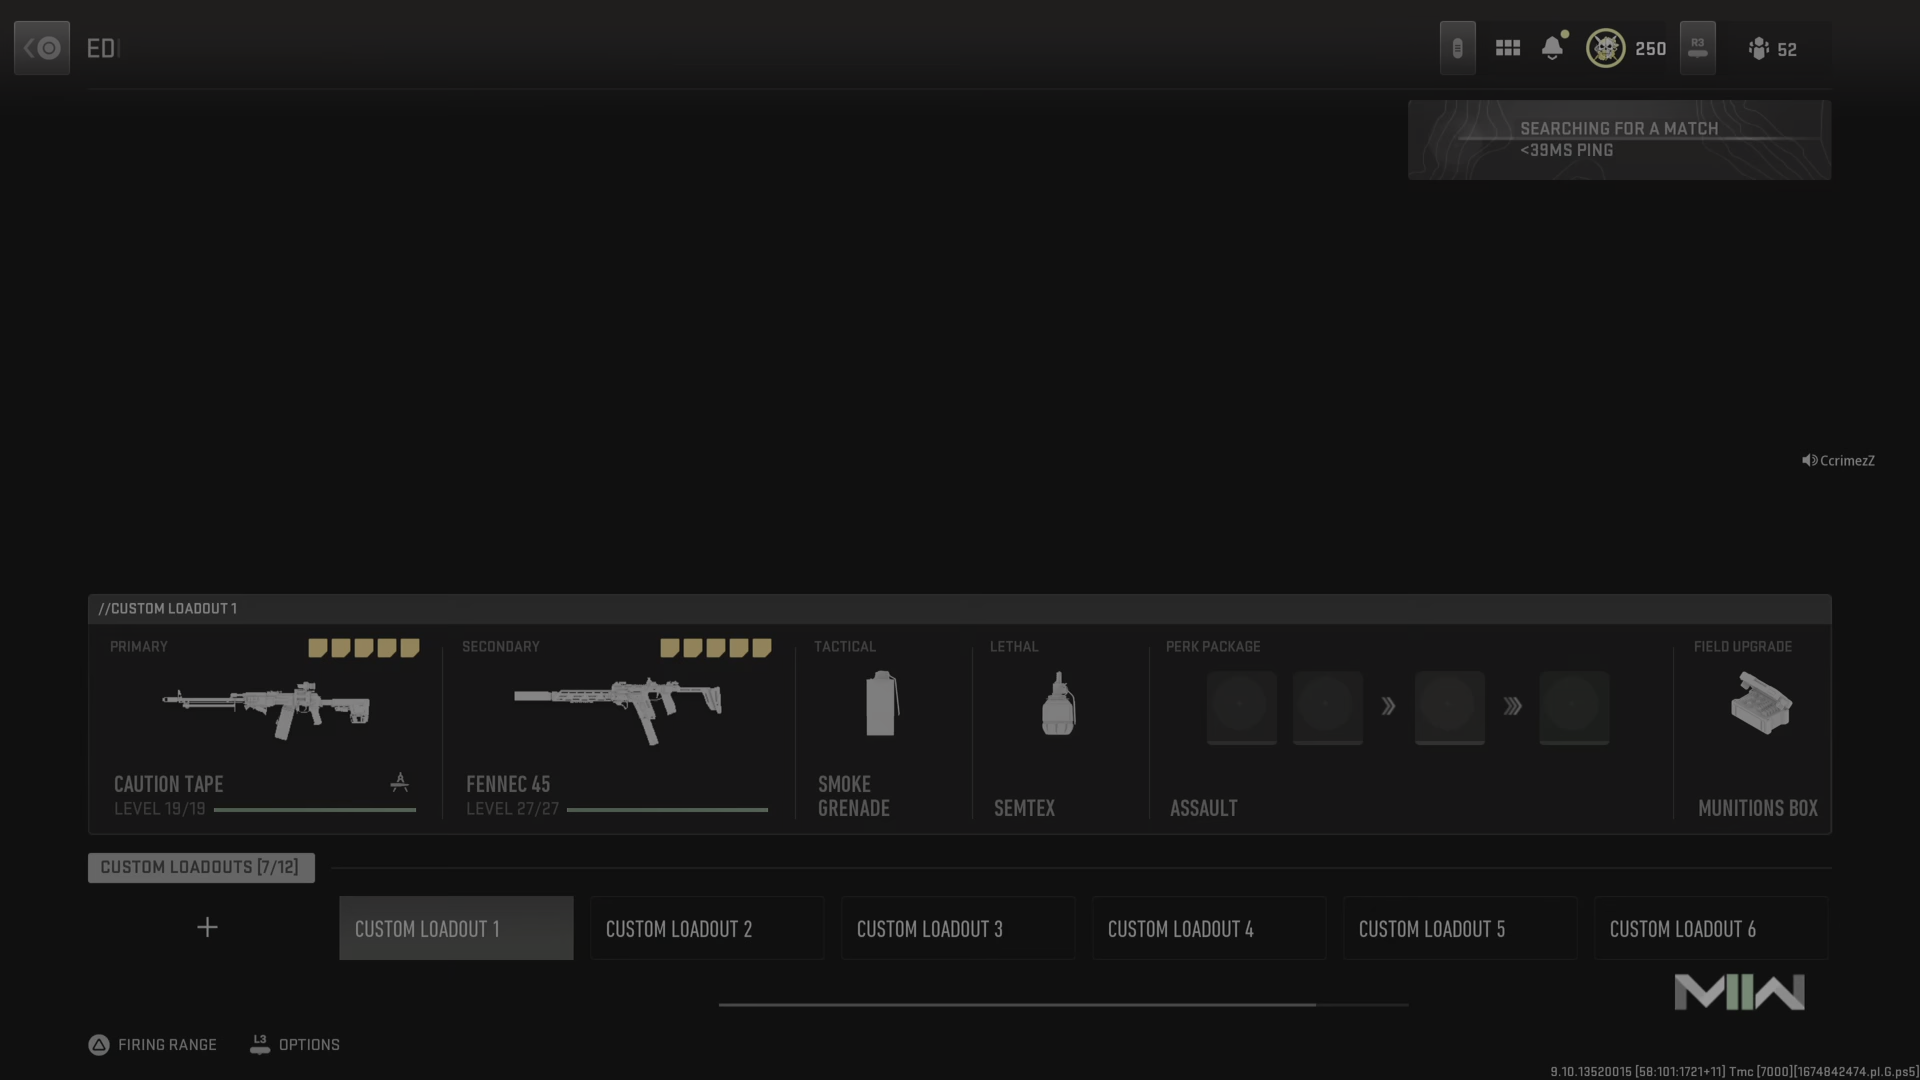 ED
250
R3
52
SEARCHING FOR A MATCH
<39MS PING
CcrimezZ
//CUSTOM LOADOUT 1
PRIMARY
SECONDARY
TACTICAL
LETHAL
PERK PACKAGE
FIELD UPGRADE
CAUTION TAPE
LEVEL 19/19
FENNEC 45
LEVEL 27/27
SMOKE
GRENADE
SEMTEX
ASSAULT
MUNITIONS BOX
CUSTOM LOADOUTS [7/12]
+
CUSTOM LOADOUT 1
CUSTOM LOADOUT 2
CUSTOM LOADOUT 3
CUSTOM LOADOUT 4
CUSTOM LOADOUT 5
CUSTOM LOADOUT 6
MIIW
FIRING RANGE
L3
OPTIONS
9.10.13520015 [58:101:1721+11] Tmc [7000][1674842474.pl.G.ps5]